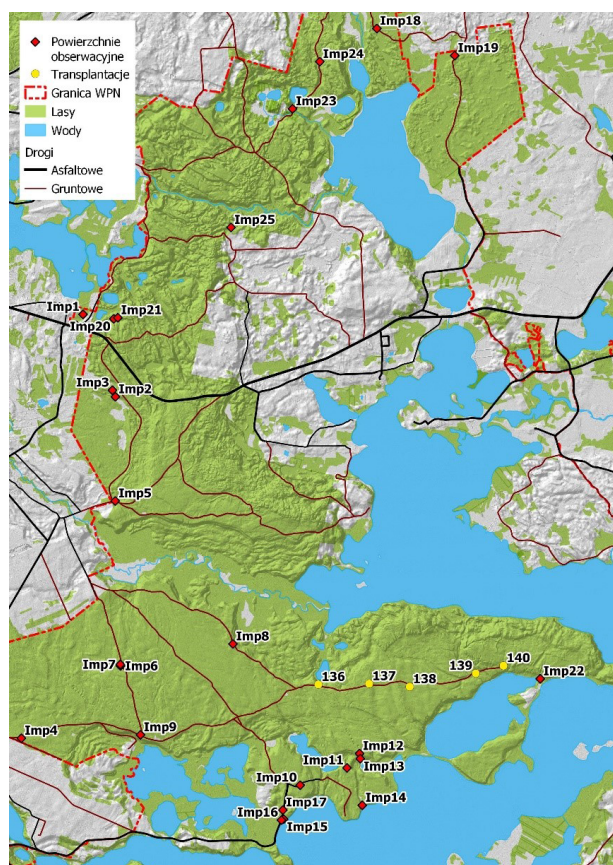 Powierzchnie
obserwacyjne
Transplantacje
Granica WPN
Lasy
Wody
Drogi
Asfaltowe
Gruntowe
Imp18
Imp19
Imp24
Imp23
Imp25
Imp1
Imp21
Imp20
Imp3
Imp2
Imp5
Imp8
Imp7
Imp6
136
137
138
139
140
Imp22
Imp4
Imp9
Imp12
Imp11
Imp13
Imp10
Imp17
Imp14
Imp16
Imp15